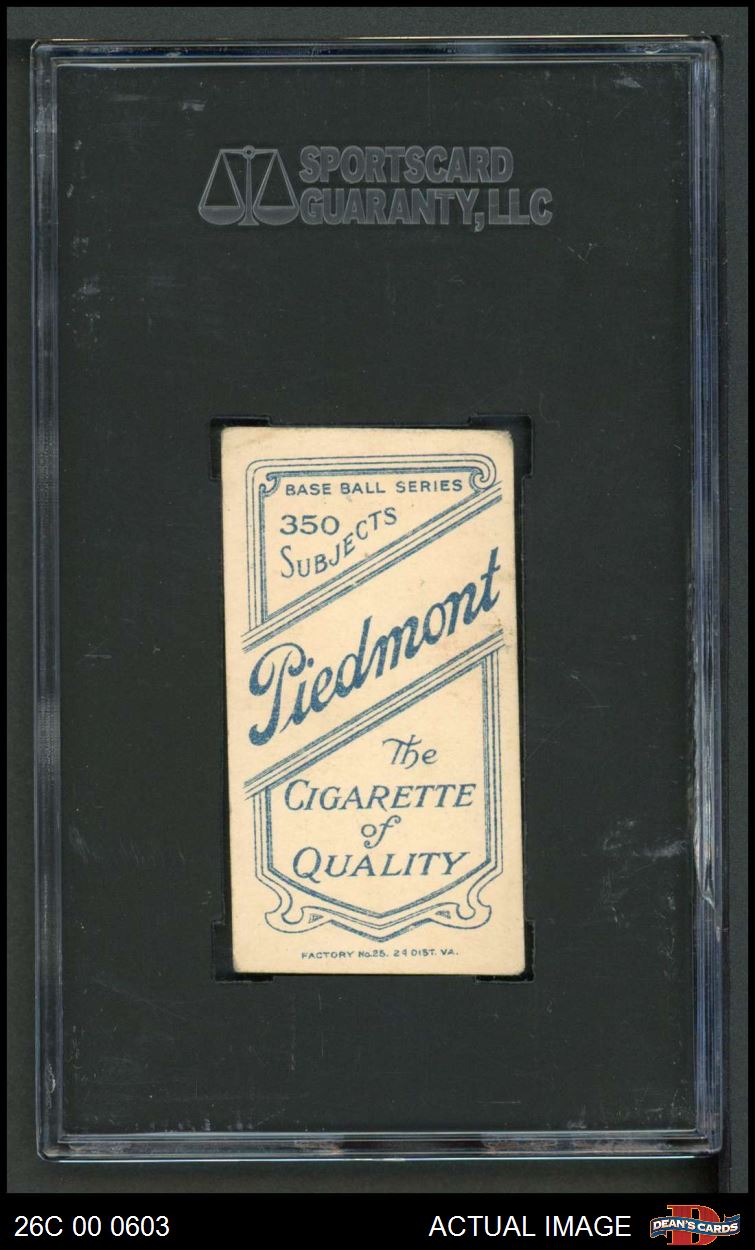 SPORTSCARD
GUARANTY, LLC
BASE BALL SERIES
350
SUBJECTS
Piedmont
The
CIGARETTE
of
QUALITY
FACTORY No.25. 2d DIST. VA.
26C 00 0603
ACTUAL IMAGE
D
DEAN'S CARDS